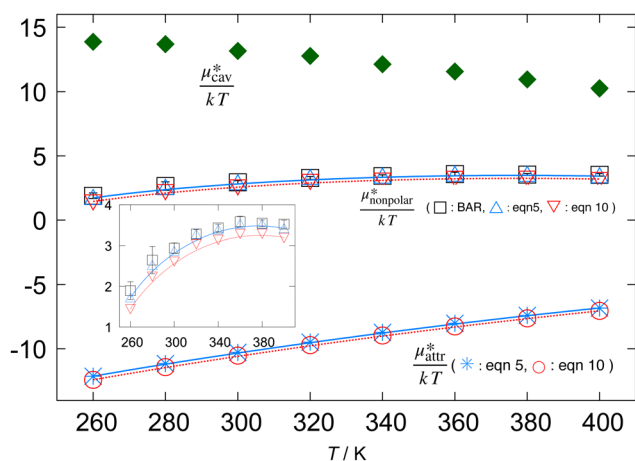 15
10
5
0
-5
-10
μ*cav
kT
μ*nonpolar
kT
( □ : BAR, △ : eqn5, ▽ : eqn 10 )
4
3
2
1
260 300 340 380
μ*attr
kT
( ✳ : eqn 5, ○ : eqn 10 )
260 280 300 320 340 360 380 400
T / K